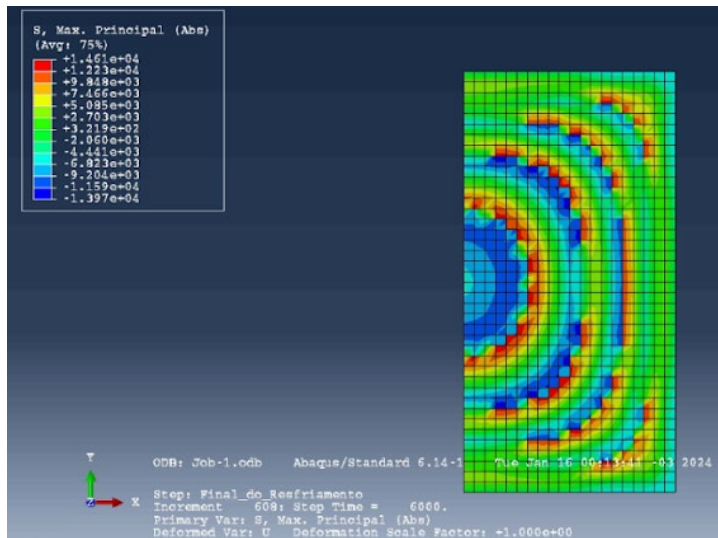 S, Max. Principal (Abs)
(Avg: 75%)
+1.461e+04
+1.223e+04
+9.848e+03
+7.466e+03
+5.085e+03
+2.703e+03
+3.219e+02
-2.060e+03
-4.441e+03
-6.823e+03
-9.204e+03
-1.159e+04
-1.397e+04
Y
Z
X
ODB: Job-1.odb Abaqus/Standard 6.14-1 Tue Jan 16 00:13:41 -03 2024
Step: Final_do_Resfriamento
Increment 608: Step Time = 6000.
Primary Var: S, Max. Principal (Abs)
Deformed Var: U Deformation Scale Factor: +1.000e+00